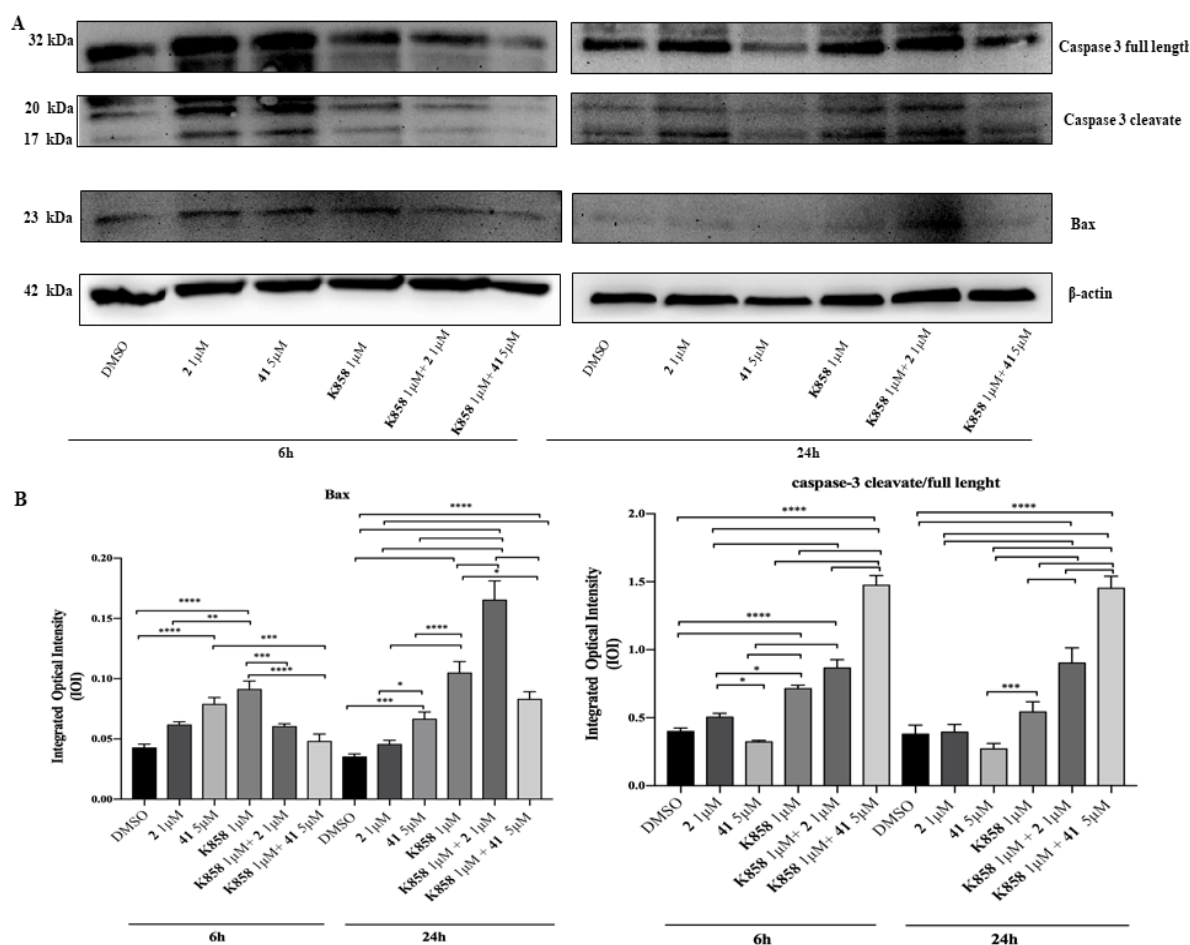 A
32 kDa
Caspase 3 full length
20 kDa
17 kDa
Caspase 3 cleavate
23 kDa
Bax
42 kDa
β-actin
DMSO
2 1µM
41 5µM
K858 1µM
K858 1µM+ 2 1µM
K858 1µM+ 41 5µM
DMSO
2 1µM
41 5µM
K858 1µM
K858 1µM+ 2 1µM
K858 1µM+ 41 5µM
6h
24h
B
Bax
Integrated Optical Intensity
(IOI)
0.20
0.15
0.10
0.05
0.00
****
**
****
***
***
****
****
*
****
*
***
DMSO
2 1µM
41 5µM
K858 1µM
K858 1µM+ 2 1µM
K858 1µM+ 41 5µM
DMSO
2 1µM
41 5µM
K858 1µM
K858 1µM + 2 1µM
K858 1µM + 41 5µM
6h
24h
caspase-3 cleavate/full lenght
Integrated Optical Intensity
(IOI)
2.0
1.5
1.0
0.5
0.0
****
****
*
*
****
***
DMSO
2 1µM
41 5µM
K858 1µM
K858 1µM+ 2 1µM
K858 1µM+ 41 5µM
DMSO
2 1µM
41 5µM
K858 1µM
K858 1µM + 2 1µM
K858 1µM + 41 5µM
6h
24h